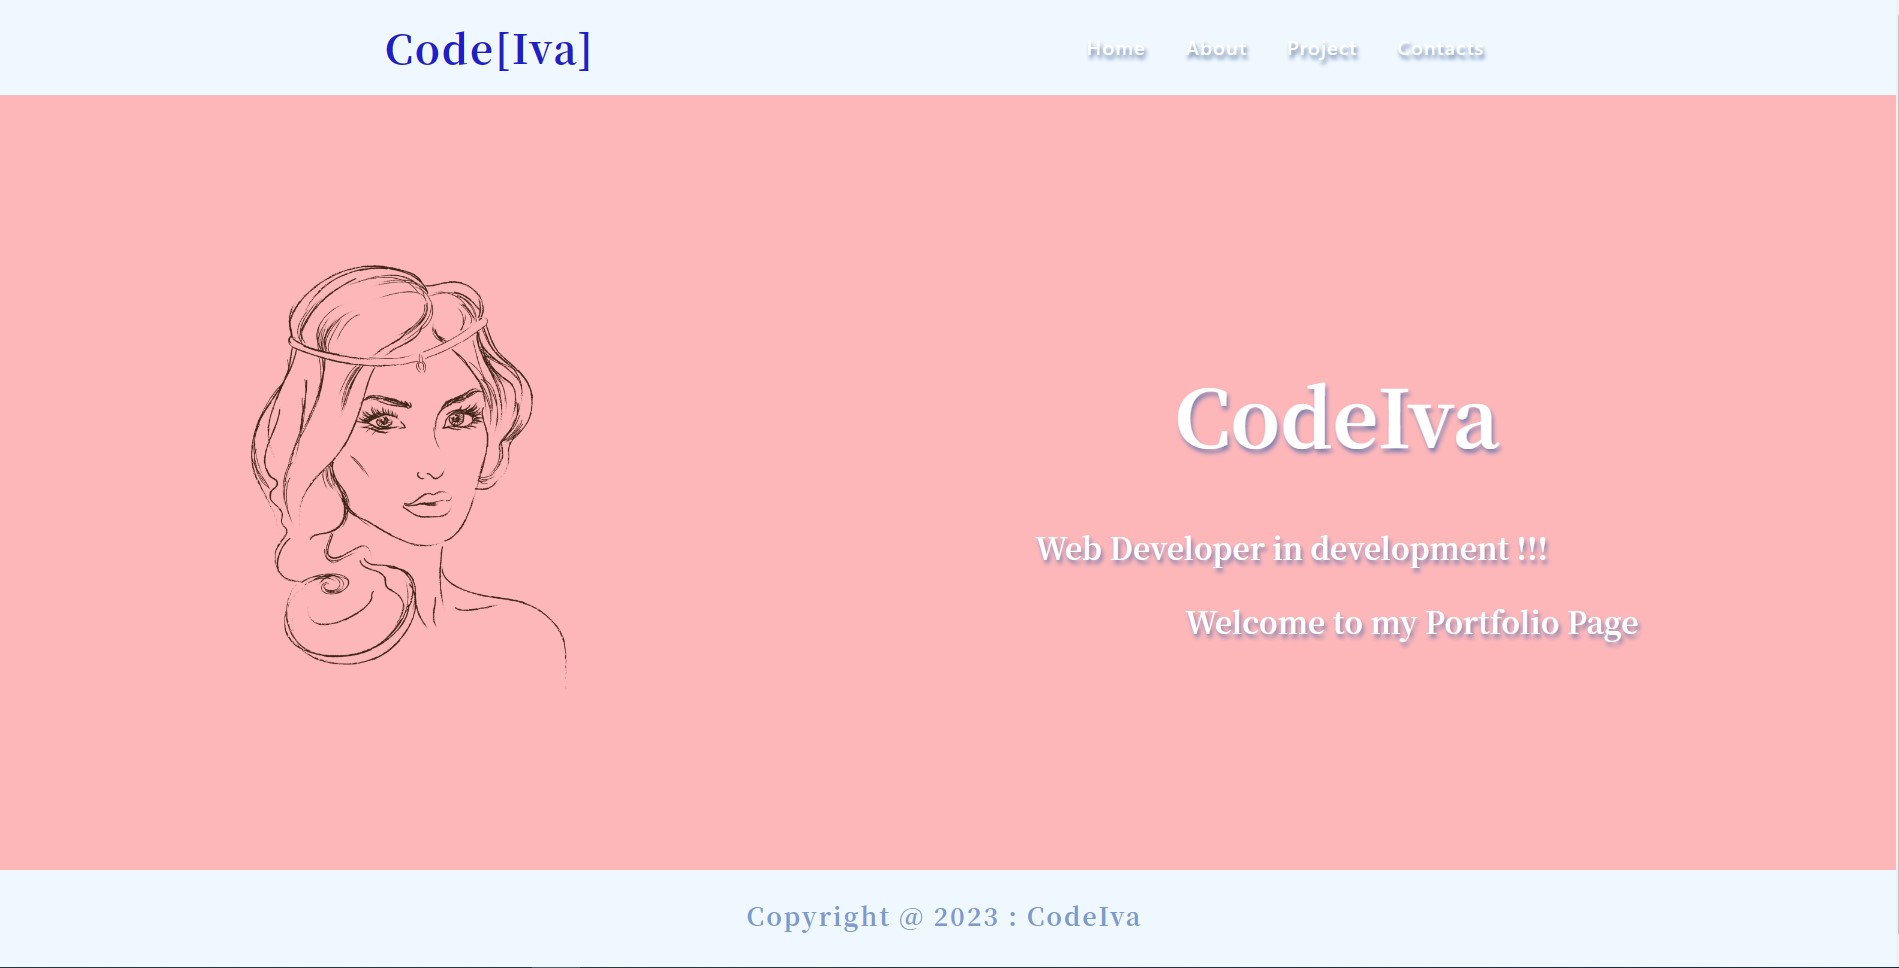 Code[Iva]
Home About Project Contacts
CodeIva
Web Developer in development !!!
Welcome to my Portfolio Page
Copyright @ 2023 : CodeIva